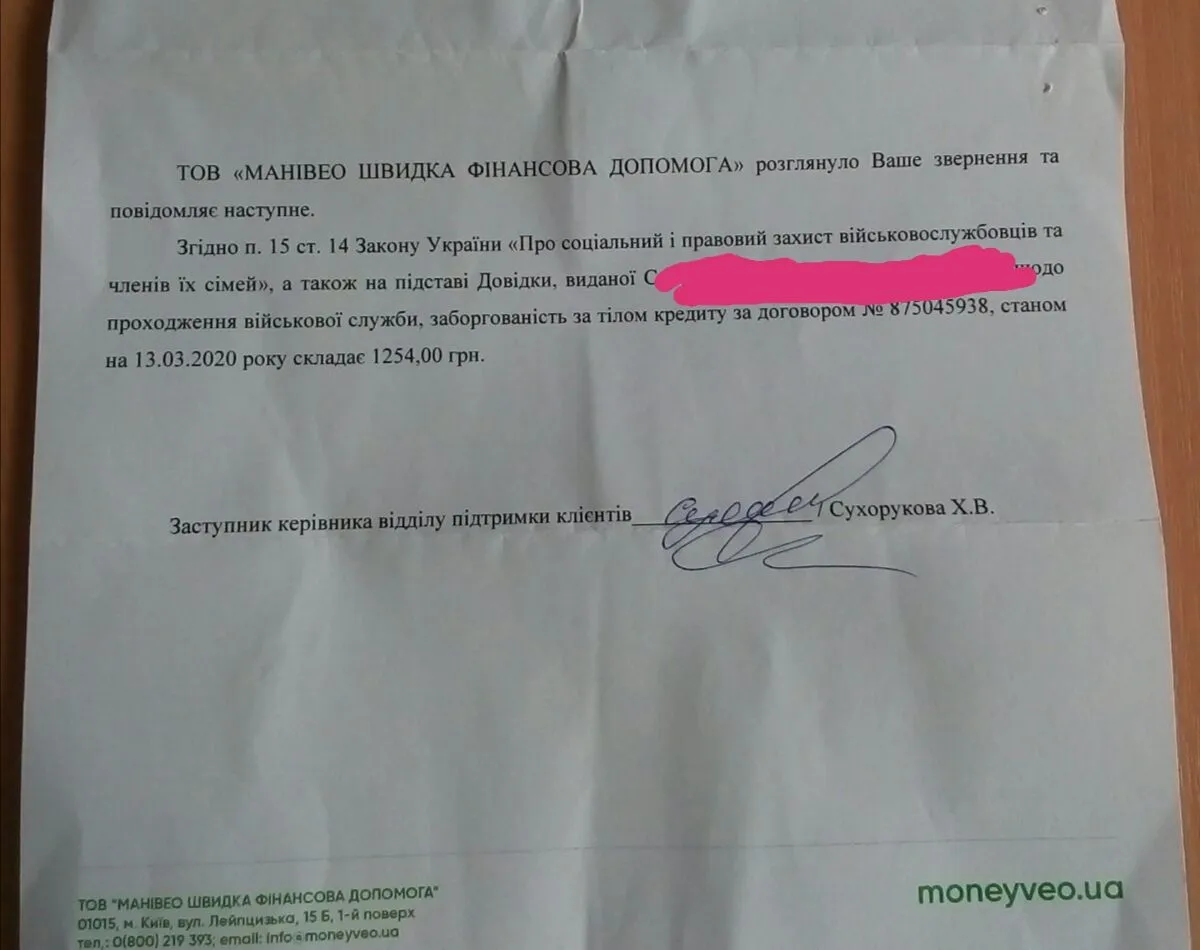 ТОВ «МАНІВЕО ШВИДКА ФІНАНСОВА ДОПОМОГА» розглянуло Ваше звернення та
повідомляє наступне.
Згідно п. 15 ст. 14 Закону України «Про соціальний і правовий захист військовослужбовців та
членів їх сімей», а також на підставі Довідки, виданої С щодо
проходження військової служби, заборгованість за тілом кредиту за договором № 875045938, станом
на 13.03.2020 року складає 1254,00 грн.
Заступник керівника відділу підтримки клієнтів Сухорукова Х.В.
ТОВ "МАНІВЕО ШВИДКА ФІНАНСОВА ДОПОМОГА"
01015, м. Київ, вул. Лейпцизька, 15 Б, 1-й поверх
тел.: 0(800) 219 393; email: info@moneyveo.ua
moneyveo.ua